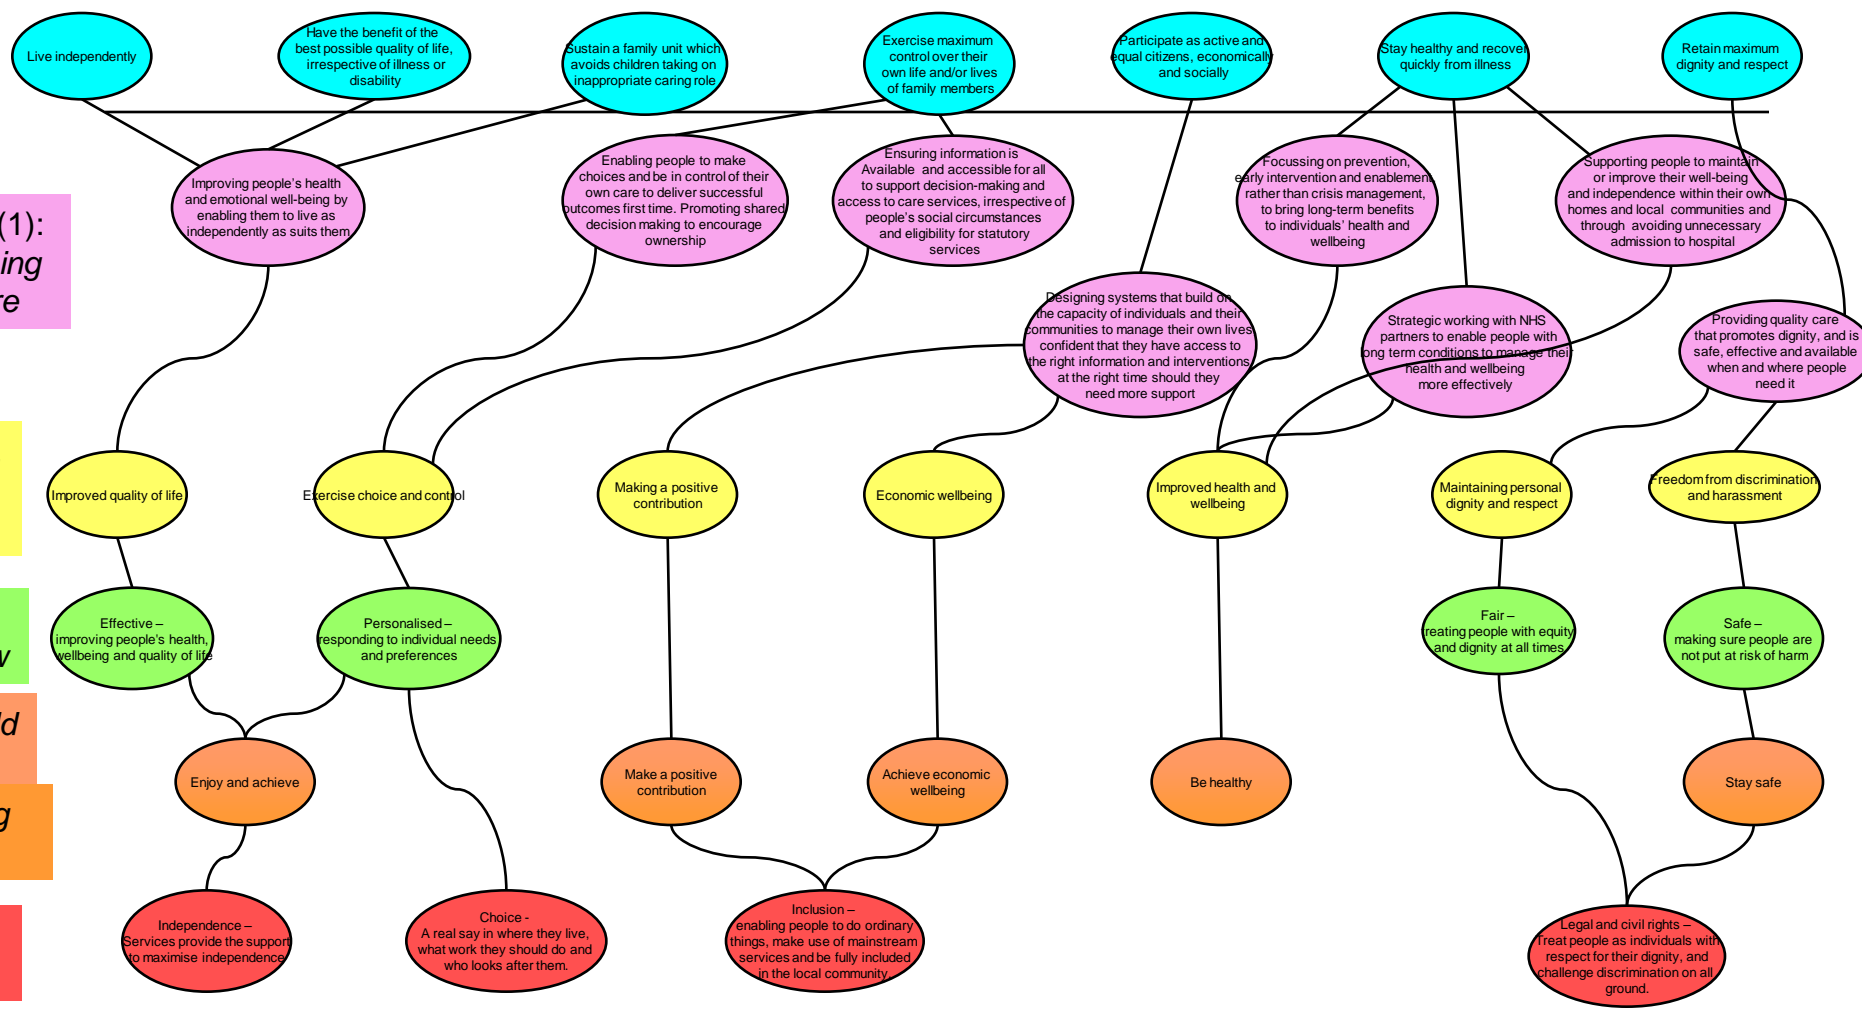 Live independently
Have the benefit of the
best possible quality of life,
irrespective of illness or
disability
Sustain a family unit which
avoids children taking on
inappropriate caring role
Exercise maximum
control over their
own life and/or lives
of family members
Participate as active and
equal citizens, economically
and socially
Stay healthy and recover
quickly from illness
Retain maximum
dignity and respect
(1):
ing
re
Improving people's health
and emotional well-being by
enabling them to live as
independently as suits them
Enabling people to make
choices and be in control of their
own care to deliver successful
outcomes first time. Promoting shared
decision making to encourage
ownership
Ensuring information is
Available and accessible for all
to support decision-making and
access to care services, irrespective of
people's social circumstances
and eligibility for statutory
services
Designing systems that build on
the capacity of individuals and their
communities to manage their own lives
confident that they have access to
the right information and interventions
at the right time should they
need more support
Focussing on prevention,
early intervention and enablement
rather than crisis management,
to bring long-term benefits
to individuals' health and
wellbeing
Strategic working with NHS
partners to enable people with
long term conditions to manage their
health and wellbeing
more effectively
Supporting people to maintain
or improve their well-being
and independence within their own
homes and local communities and
through avoiding unnecessary
admission to hospital
Providing quality care
that promotes dignity, and is
safe, effective and available
when and where people
need it
Improved quality of life
Exercise choice and control
Making a positive
contribution
Economic wellbeing
Improved health and
wellbeing
Maintaining personal
dignity and respect
Freedom from discrimination
and harassment
w
Effective –
improving people's health,
wellbeing and quality of life
Personalised –
responding to individual needs
and preferences
Fair –
treating people with equity
and dignity at all times
Safe –
making sure people are
not put at risk of harm
ld
g
Enjoy and achieve
Make a positive
contribution
Achieve economic
wellbeing
Be healthy
Stay safe
Independence –
Services provide the support
to maximise independence
Choice -
A real say in where they live,
what work they should do and
who looks after them.
Inclusion –
enabling people to do ordinary
things, make use of mainstream
services and be fully included
in the local community.
Legal and civil rights –
Treat people as individuals with
respect for their dignity, and
challenge discrimination on all
ground.